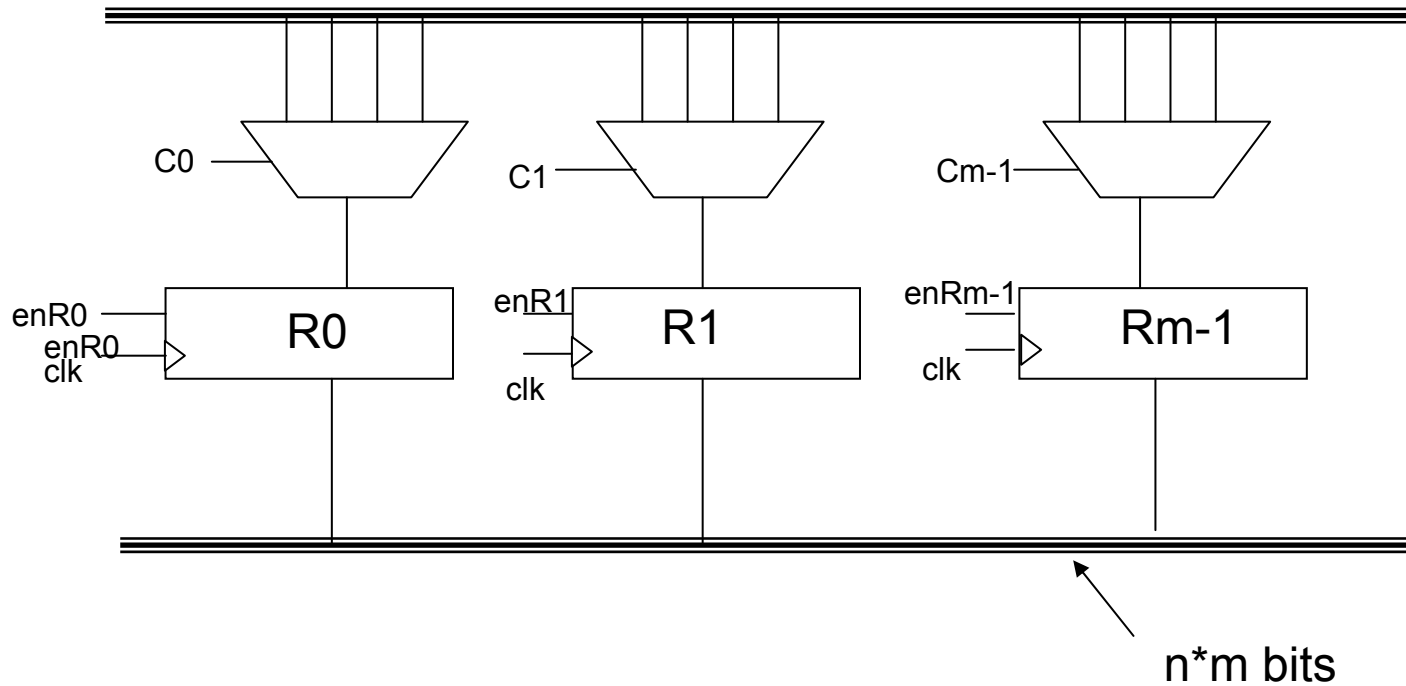 C0
C1
Cm-1
enR0
enR0
clk
R0
enR1
clk
R1
enRm-1
clk
Rm-1
n*m bits